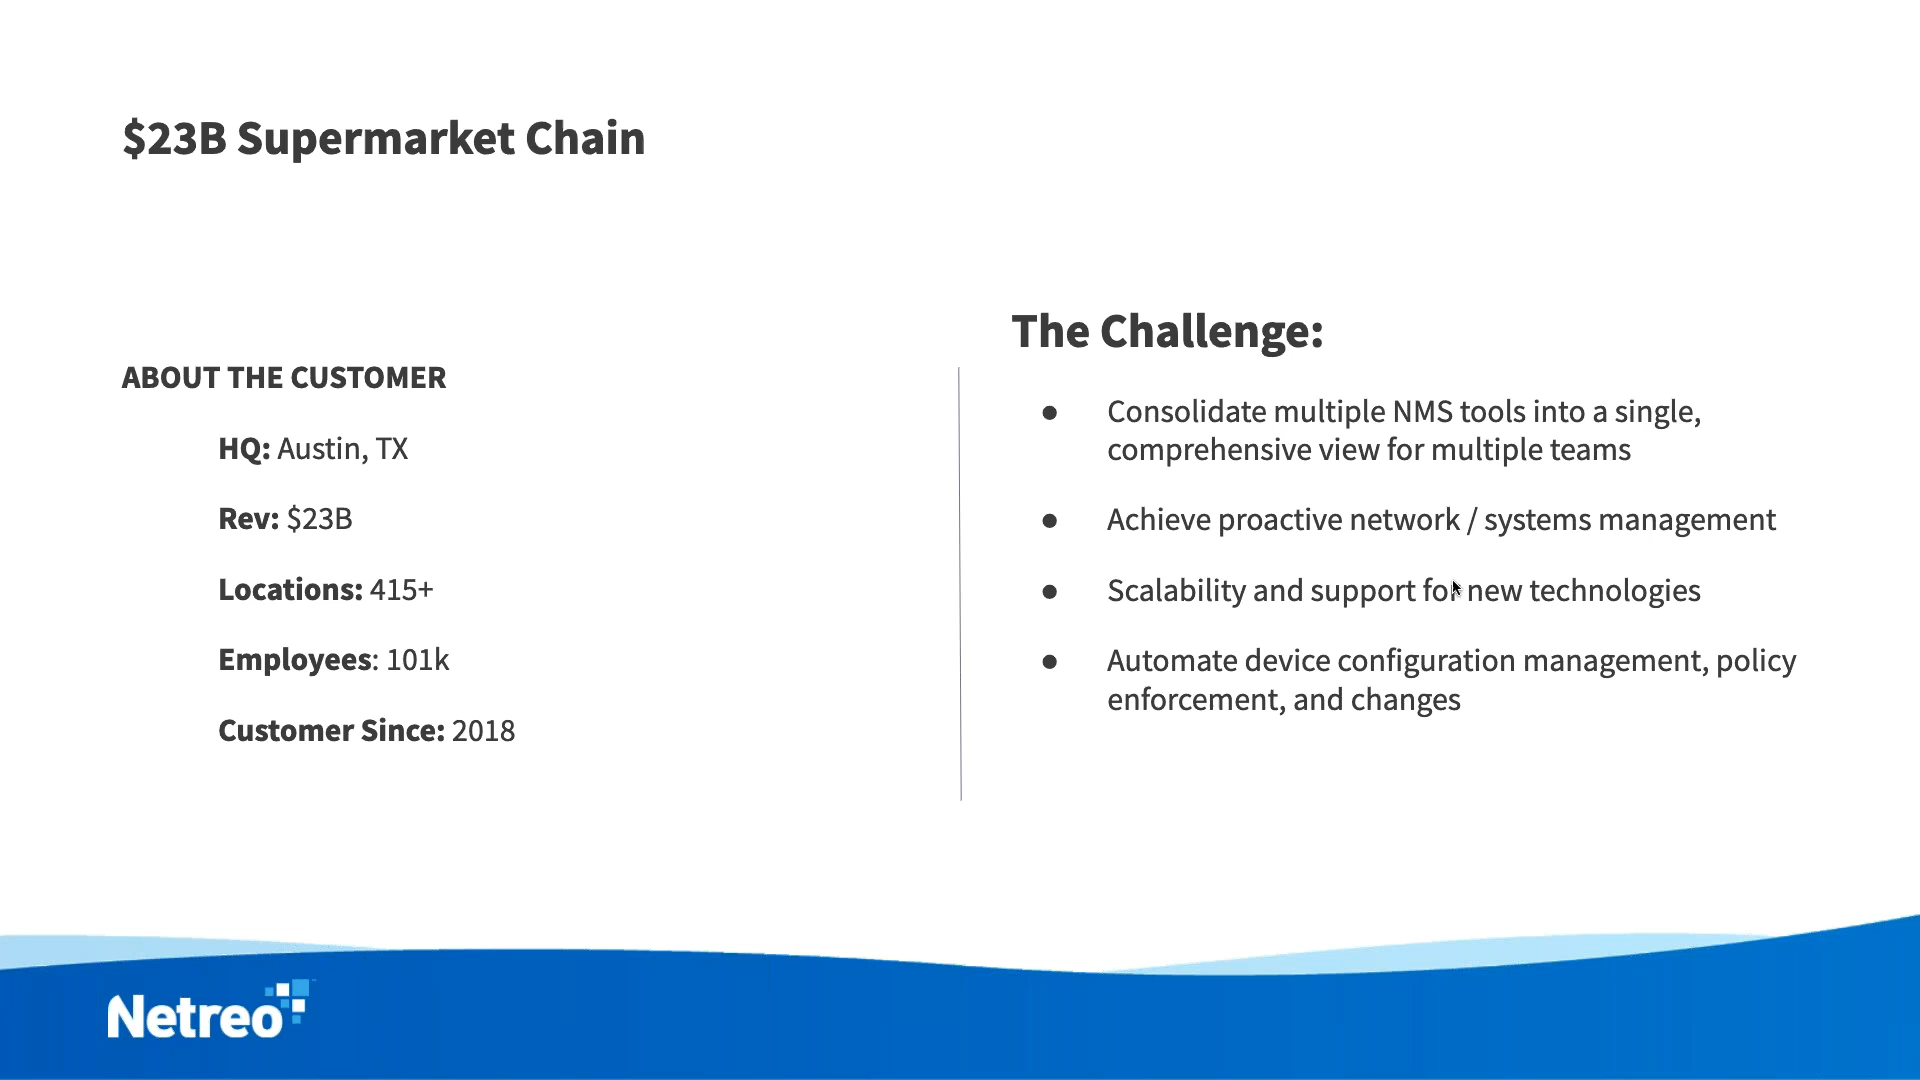 $23B Supermarket Chain
ABOUT THE CUSTOMER
HQ: Austin, TX
Rev: $23B
Locations: 415+
Employees: 101k
Customer Since: 2018
The Challenge:
● Consolidate multiple NMS tools into a single,
comprehensive view for multiple teams
● Achieve proactive network / systems management
● Scalability and support for new technologies
● Automate device configuration management, policy
enforcement, and changes
Netreo